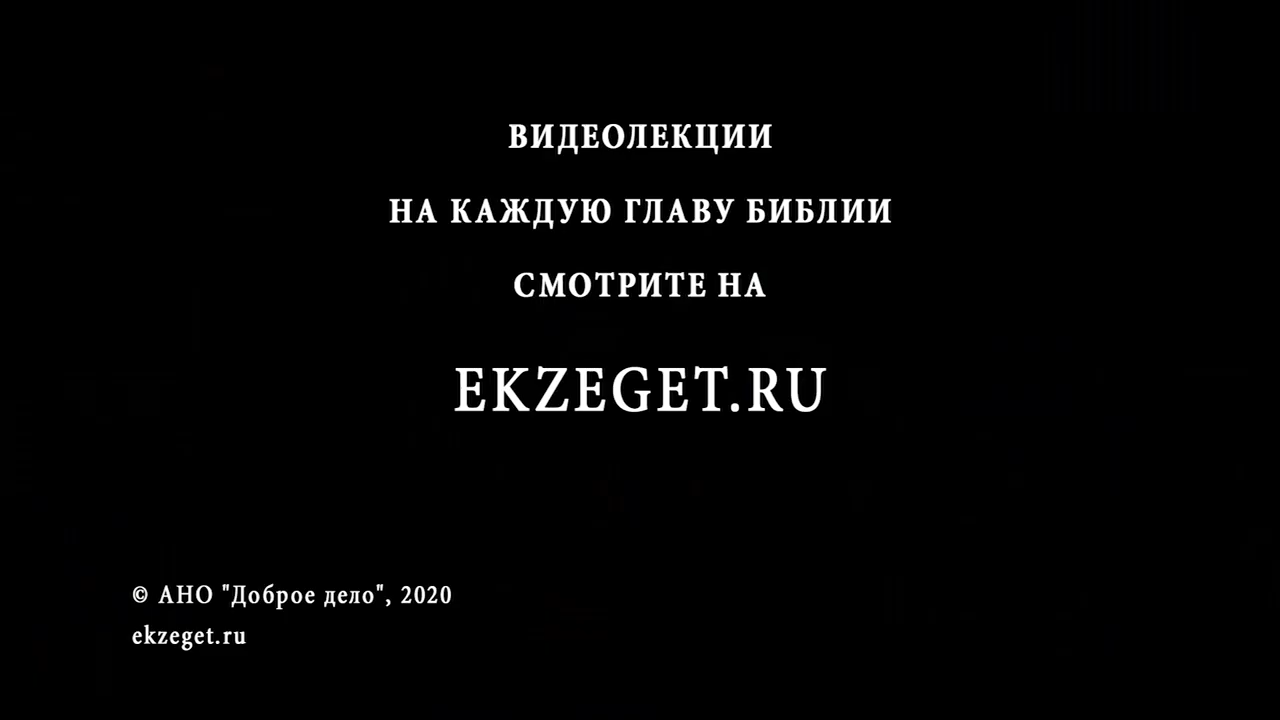 ВИДЕОЛЕКЦИИ
НА КАЖДУЮ ГЛАВУ БИБЛИИ
СМОТРИТЕ НА
EKZEGET.RU
© АНО "Доброе дело", 2020
ekzeget.ru